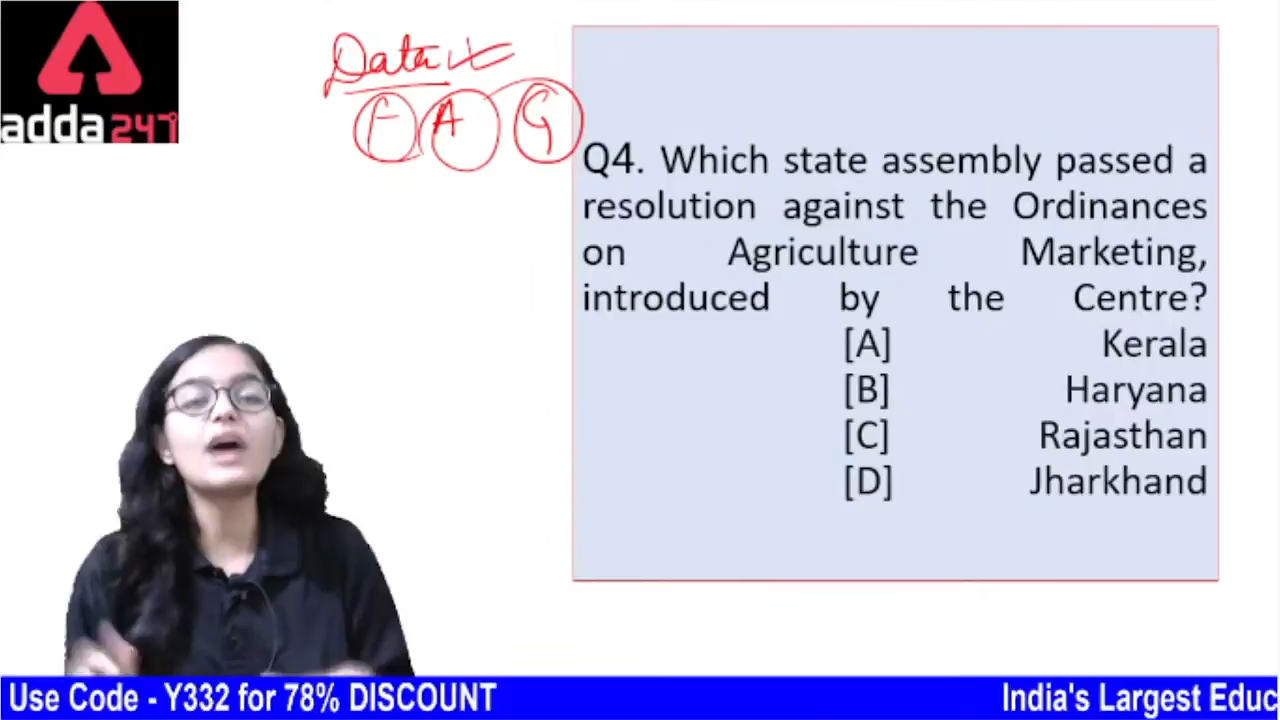 adda247
Data
F A G
Q4. Which state assembly passed a
resolution against the Ordinances
on Agriculture Marketing,
introduced by the Centre?
[A] Kerala
[B] Haryana
[C] Rajasthan
[D] Jharkhand
Use Code - Y332 for 78% DISCOUNT
India's Largest Educ